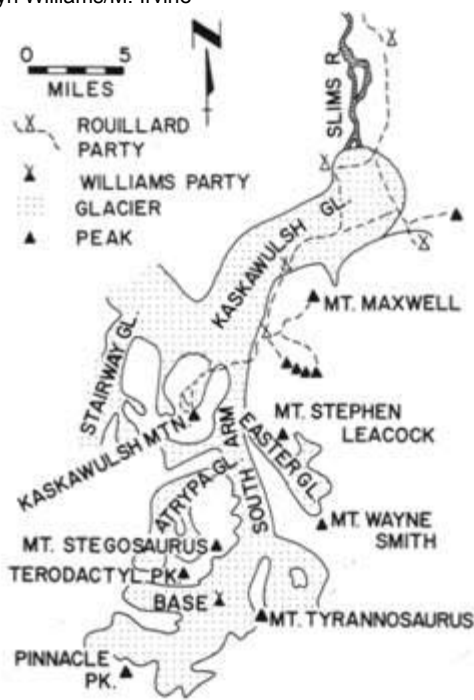 yn Williams/M. Irvine
N
0 5
MILES
ROUILLARD
PARTY
WILLIAMS PARTY
GLACIER
PEAK
SLIMS R.
KASKAWULSH GL.
MT. MAXWELL
STAIRWAY GL.
KASKAWULSH MTN.
SOUTH ARM
MT. STEPHEN
LEACOCK
EASTER GL.
ATRYPA GL.
MT. WAYNE
SMITH
MT. STEGOSAURUS
TERODACTYL PK.
BASE
MT. TYRANNOSAURUS
PINNACLE
PK.